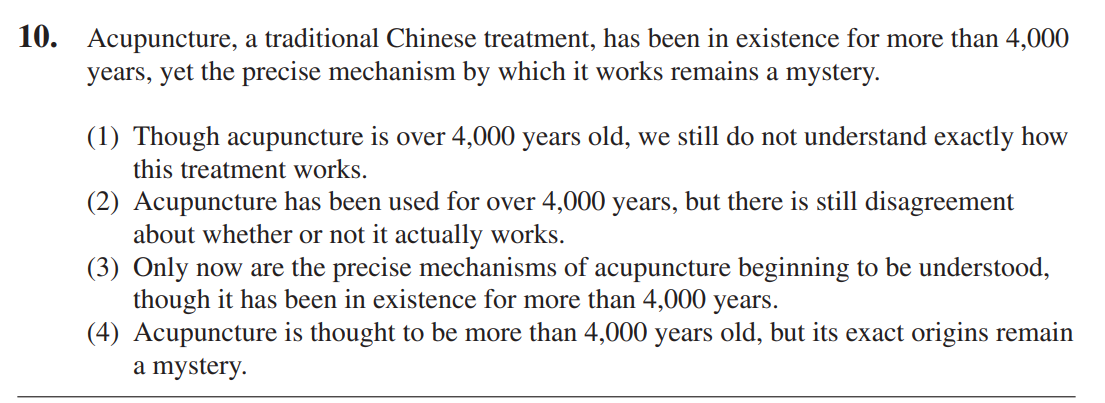 10. Acupuncture, a traditional Chinese treatment, has been in existence for more than 4,000
years, yet the precise mechanism by which it works remains a mystery.
(1) Though acupuncture is over 4,000 years old, we still do not understand exactly how
this treatment works.
(2) Acupuncture has been used for over 4,000 years, but there is still disagreement
about whether or not it actually works.
(3) Only now are the precise mechanisms of acupuncture beginning to be understood,
though it has been in existence for more than 4,000 years.
(4) Acupuncture is thought to be more than 4,000 years old, but its exact origins remain
a mystery.